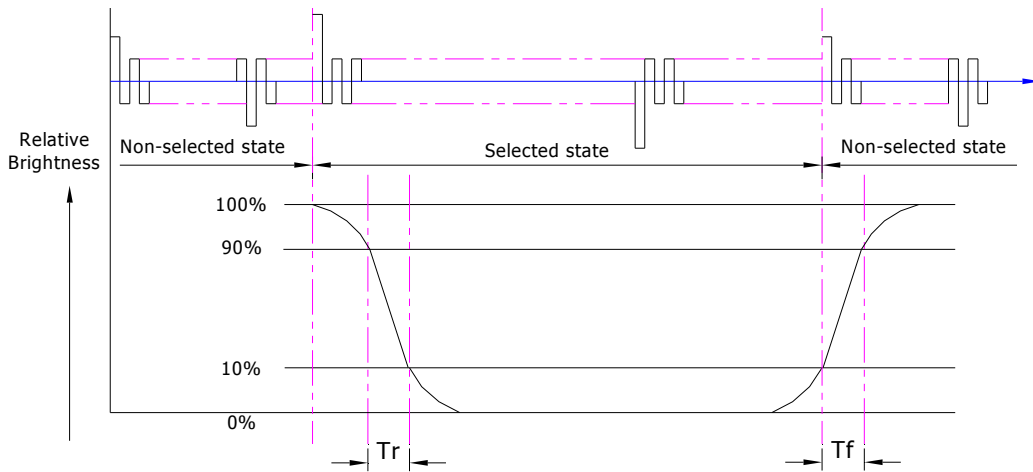 Relative
Brightness
Non-selected state
Selected state
Non-selected state
100%
90%
10%
0%
Tr
Tf